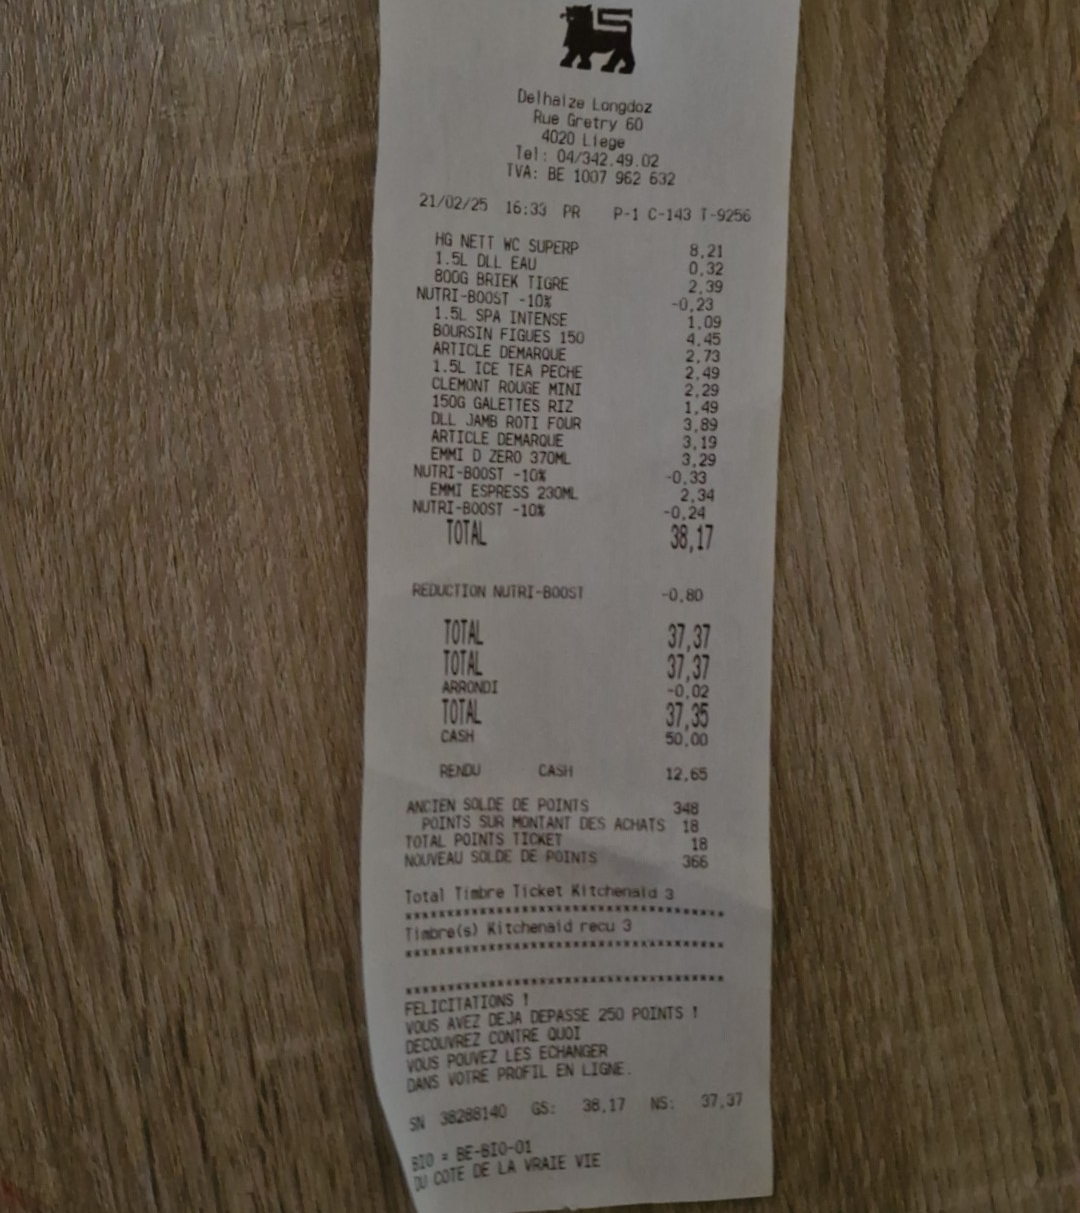 Delhaize Longdoz
Rue Gretry 60
4020 Liege
Tel: 04/342.49.02
TVA: BE 1007 962 632
21/02/25 16:33 PR P-1 C-143 T-9256
HG NETT WC SUPERP 8,21
1.5L DLL EAU 0,32
800G BRIEK TIGRE 2,39
NUTRI-BOOST -10% -0,23
1.5L SPA INTENSE 1,09
BOURSIN FIGUES 150 4,45
ARTICLE DEMARQUE 2,73
1.5L ICE TEA PECHE 2,49
CLEMONT ROUGE MINI 2,29
150G GALETTES RIZ 1,49
DLL JAMB ROTI FOUR 3,89
ARTICLE DEMARQUE 3,19
EMMI D ZERO 370ML 3,29
NUTRI-BOOST -10% -0,33
EMMI ESPRESS 230ML 2,34
NUTRI-BOOST -10% -0,24
TOTAL 38,17
REDUCTION NUTRI-BOOST -0,80
TOTAL 37,37
TOTAL 37,37
ARRONDI -0,02
TOTAL 37,35
CASH 50,00
RENDU CASH 12,65
ANCIEN SOLDE DE POINTS 348
POINTS SUR MONTANT DES ACHATS 18
TOTAL POINTS TICKET 18
NOUVEAU SOLDE DE POINTS 366
Total Timbre Ticket Kitchenaid 3
****************************************
Timbre(s) Kitchenaid recu 3
****************************************
****************************************
FELICITATIONS !
VOUS AVEZ DEJA DEPASSE 250 POINTS !
DECOUVREZ CONTRE QUOI
VOUS POUVEZ LES ECHANGER
DANS VOTRE PROFIL EN LIGNE.
SN 38288140 GS: 38,17 NS: 37,37
BIO = BE-BIO-01
DU COTE DE LA VRAIE VIE